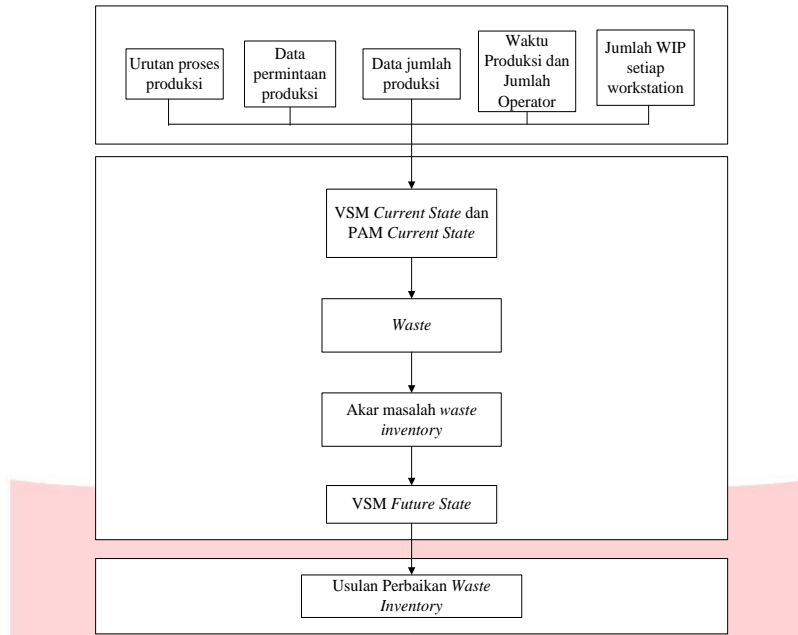 Urutan proses
produksi
Data
permintaan
produksi
Data jumlah
produksi
Waktu
Produksi dan
Jumlah
Operator
Jumlah WIP
setiap
workstation
VSM Current State dan
PAM Current State
Waste
Akar masalah waste
inventory
VSM Future State
Usulan Perbaikan Waste
Inventory